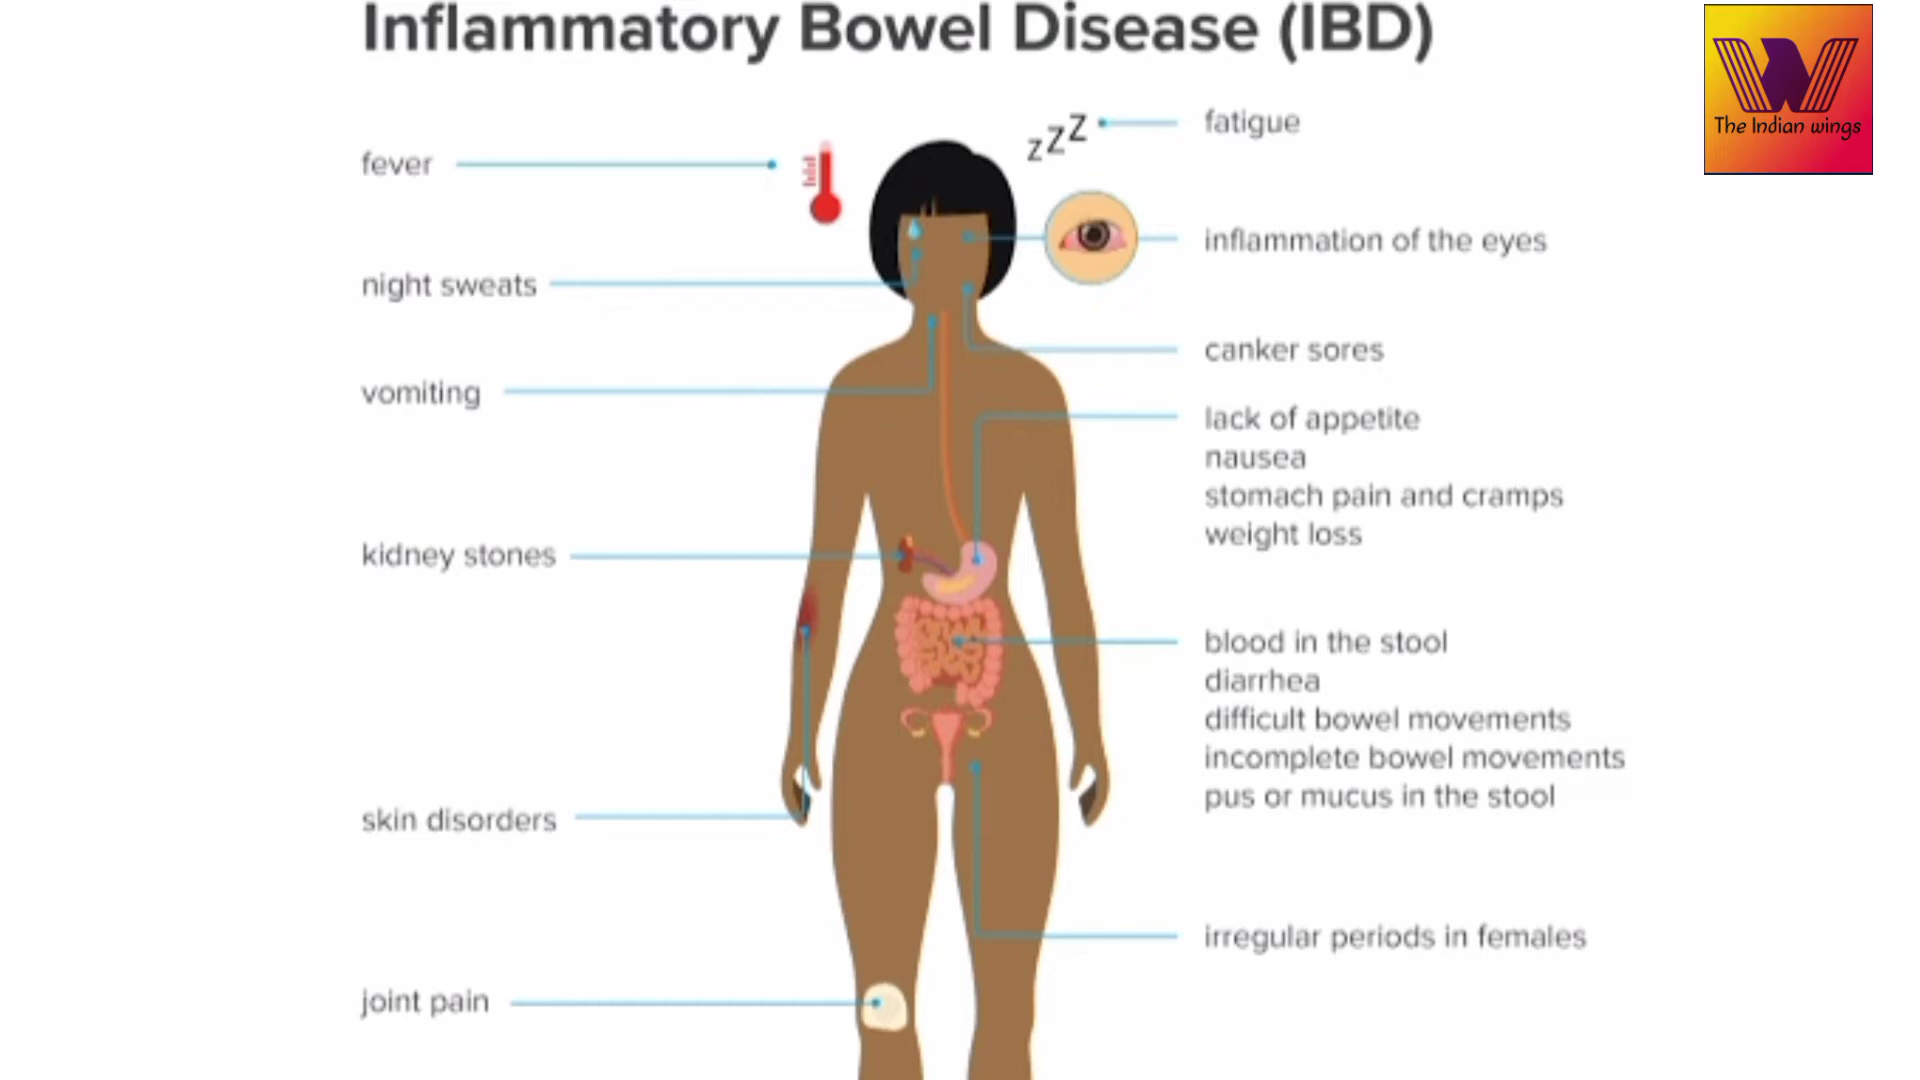 Inflammatory Bowel Disease (IBD)
The Indian wings
fever
night sweats
vomiting
kidney stones
skin disorders
joint pain
zZZ
fatigue
inflammation of the eyes
canker sores
lack of appetite
nausea
stomach pain and cramps
weight loss
blood in the stool
diarrhea
difficult bowel movements
incomplete bowel movements
pus or mucus in the stool
irregular periods in females